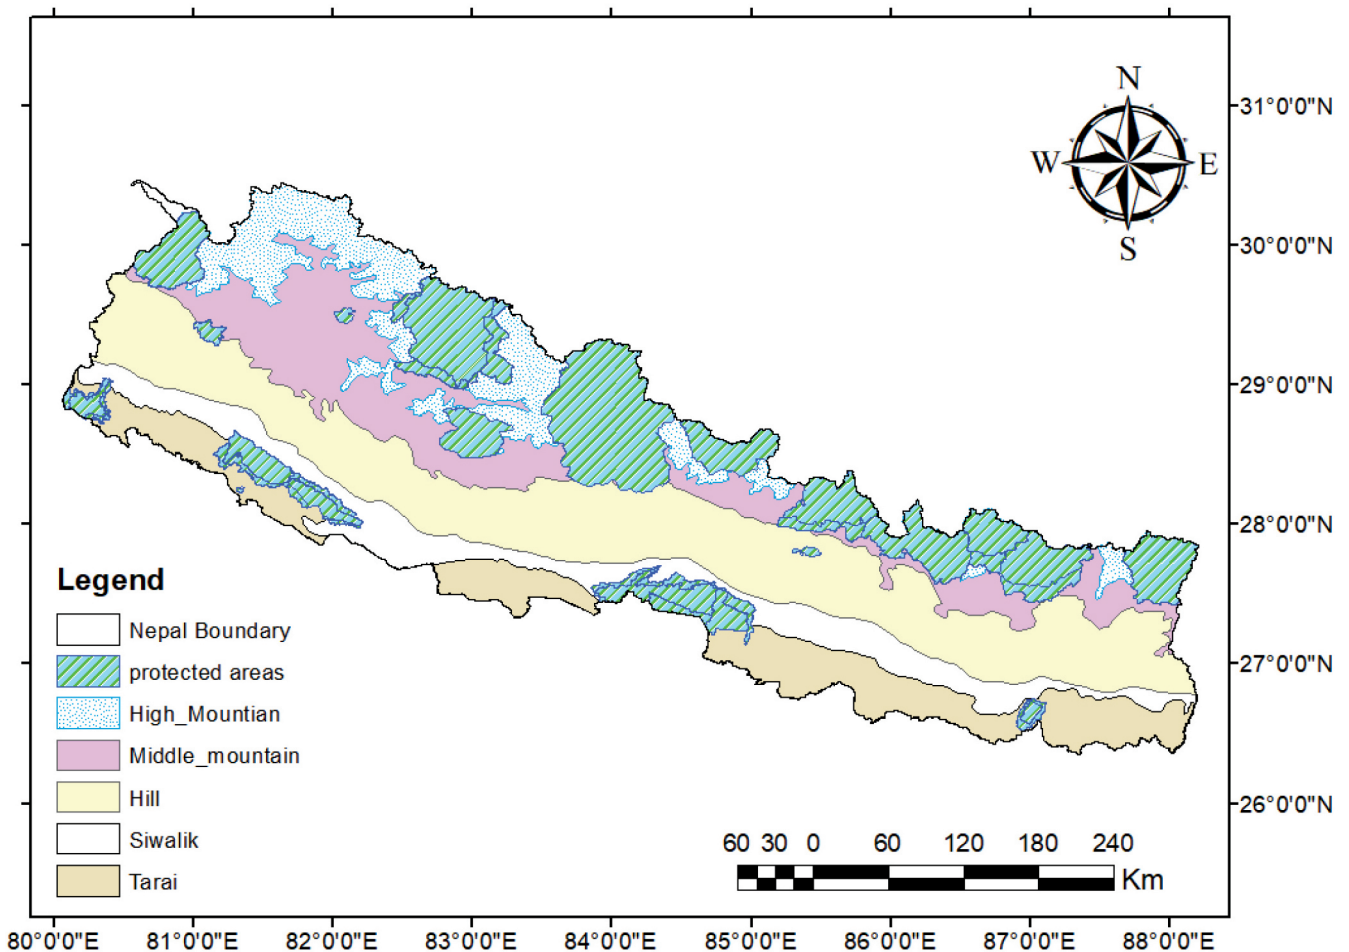 N
W E
S
31°0'0"N
30°0'0"N
29°0'0"N
28°0'0"N
27°0'0"N
26°0'0"N
Legend
Nepal Boundary
protected areas
High_Mountian
Middle_mountain
Hill
Siwalik
Tarai
60 30 0 60 120 180 240
Km
80°0'0"E 81°0'0"E 82°0'0"E 83°0'0"E 84°0'0"E 85°0'0"E 86°0'0"E 87°0'0"E 88°0'0"E